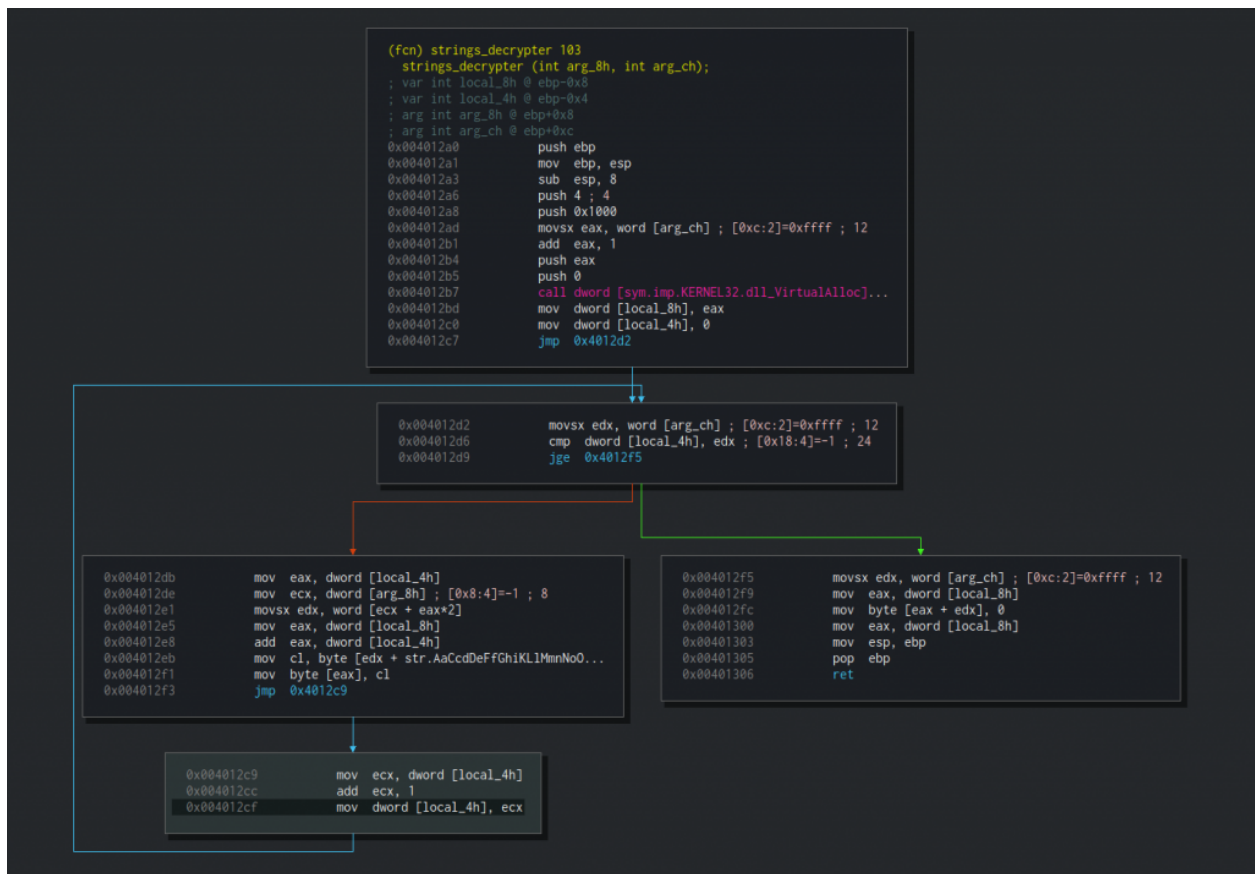 (fcn) strings_decrypter 103
strings_decrypter (int arg_8h, int arg_ch);
; var int local_8h @ ebp-0x8
; var int local_4h @ ebp-0x4
; arg int arg_8h @ ebp+0x8
; arg int arg_ch @ ebp+0xc
0x004012a0 push ebp
0x004012a1 mov ebp, esp
0x004012a3 sub esp, 8
0x004012a6 push 4 ; 4
0x004012a8 push 0x1000
0x004012ad movsx eax, word [arg_ch] ; [0xc:2]=0xffff ; 12
0x004012b1 add eax, 1
0x004012b4 push eax
0x004012b5 push 0
0x004012b7 call dword [sym.imp.KERNEL32.dll_VirtualAlloc]...
0x004012bd mov dword [local_8h], eax
0x004012c0 mov dword [local_4h], 0
0x004012c7 jmp 0x4012d2
0x004012d2 movsx edx, word [arg_ch] ; [0xc:2]=0xffff ; 12
0x004012d6 cmp dword [local_4h], edx ; [0x18:4]=-1 ; 24
0x004012d9 jge 0x4012f5
0x004012db mov eax, dword [local_4h]
0x004012de mov ecx, dword [arg_8h] ; [0x8:4]=-1 ; 8
0x004012e1 movsx edx, word [ecx + eax*2]
0x004012e5 mov eax, dword [local_8h]
0x004012e8 add eax, dword [local_4h]
0x004012eb mov cl, byte [edx + str.AaCcdDeFfGhiKLlMmnNoO...
0x004012f1 mov byte [eax], cl
0x004012f3 jmp 0x4012c9
0x004012f5 movsx edx, word [arg_ch] ; [0xc:2]=0xffff ; 12
0x004012f9 mov eax, dword [local_8h]
0x004012fc mov byte [eax + edx], 0
0x00401300 mov eax, dword [local_8h]
0x00401303 mov esp, ebp
0x00401305 pop ebp
0x00401306 ret
0x004012c9 mov ecx, dword [local_4h]
0x004012cc add ecx, 1
0x004012cf mov dword [local_4h], ecx